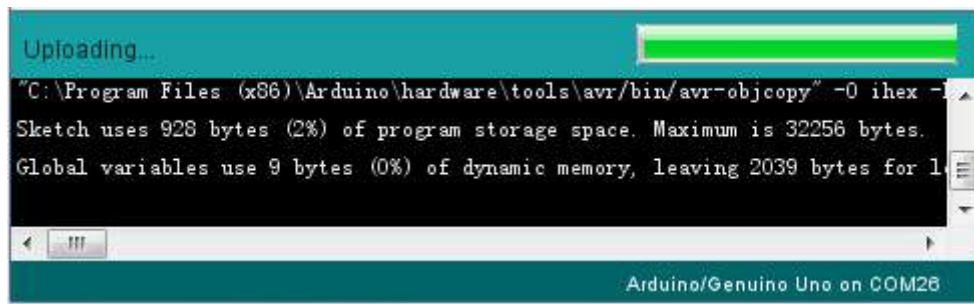 Uploading...
"C:\Program Files (x86)\Arduino\hardware\tools\avr/bin/avr-objcopy" -O ihex
Sketch uses 928 bytes (2%) of program storage space. Maximum is 32256 bytes.
Global variables use 9 bytes (0%) of dynamic memory, leaving 2039 bytes for
Arduino/Genuino Uno on COM26